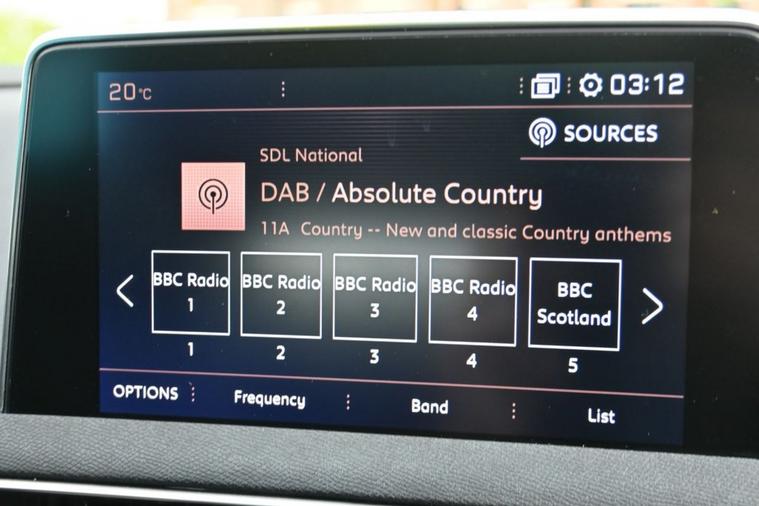 20°C
03:12
SOURCES
SDL National
DAB / Absolute Country
11A Country -- New and classic Country anthems
BBC Radio
1
BBC Radio
2
BBC Radio
3
BBC Radio
4
BBC
Scotland
1
2
3
4
5
OPTIONS
Frequency
Band
List